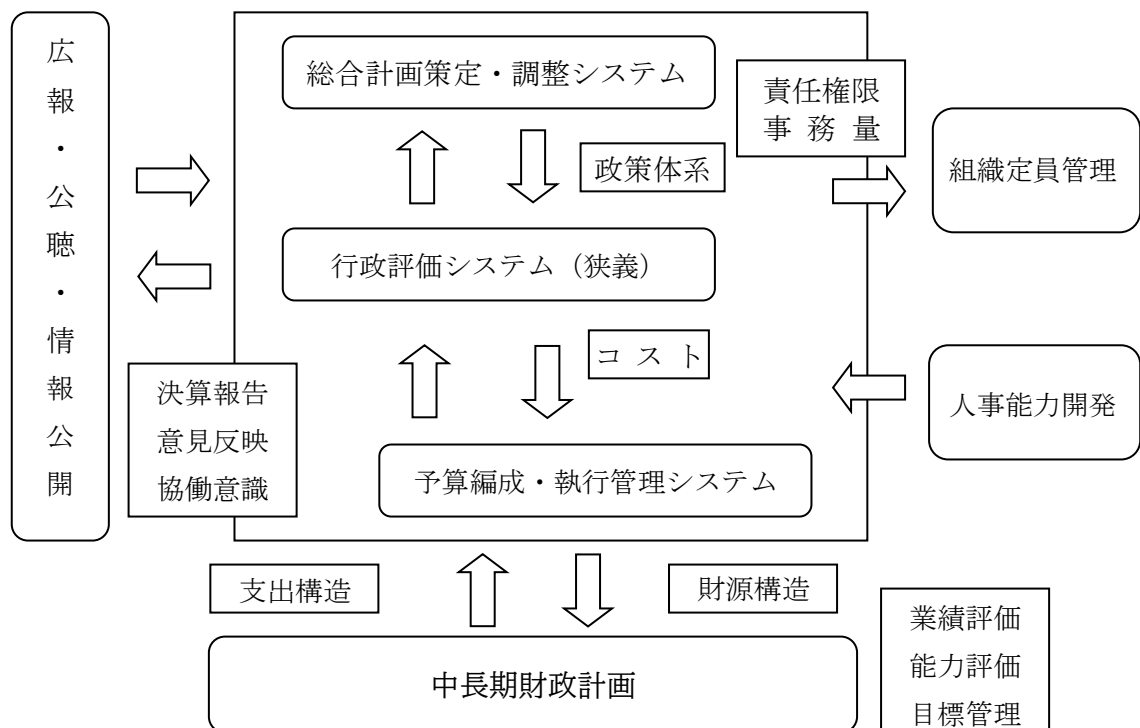 広報・公聴・情報公開
総合計画策定・調整システム
責任権限
事 務 量
政策体系
組織定員管理
行政評価システム（狭義）
コ ス ト
決算報告
意見反映
協働意識
人事能力開発
予算編成・執行管理システム
支出構造
財源構造
中長期財政計画
業績評価
能力評価
目標管理